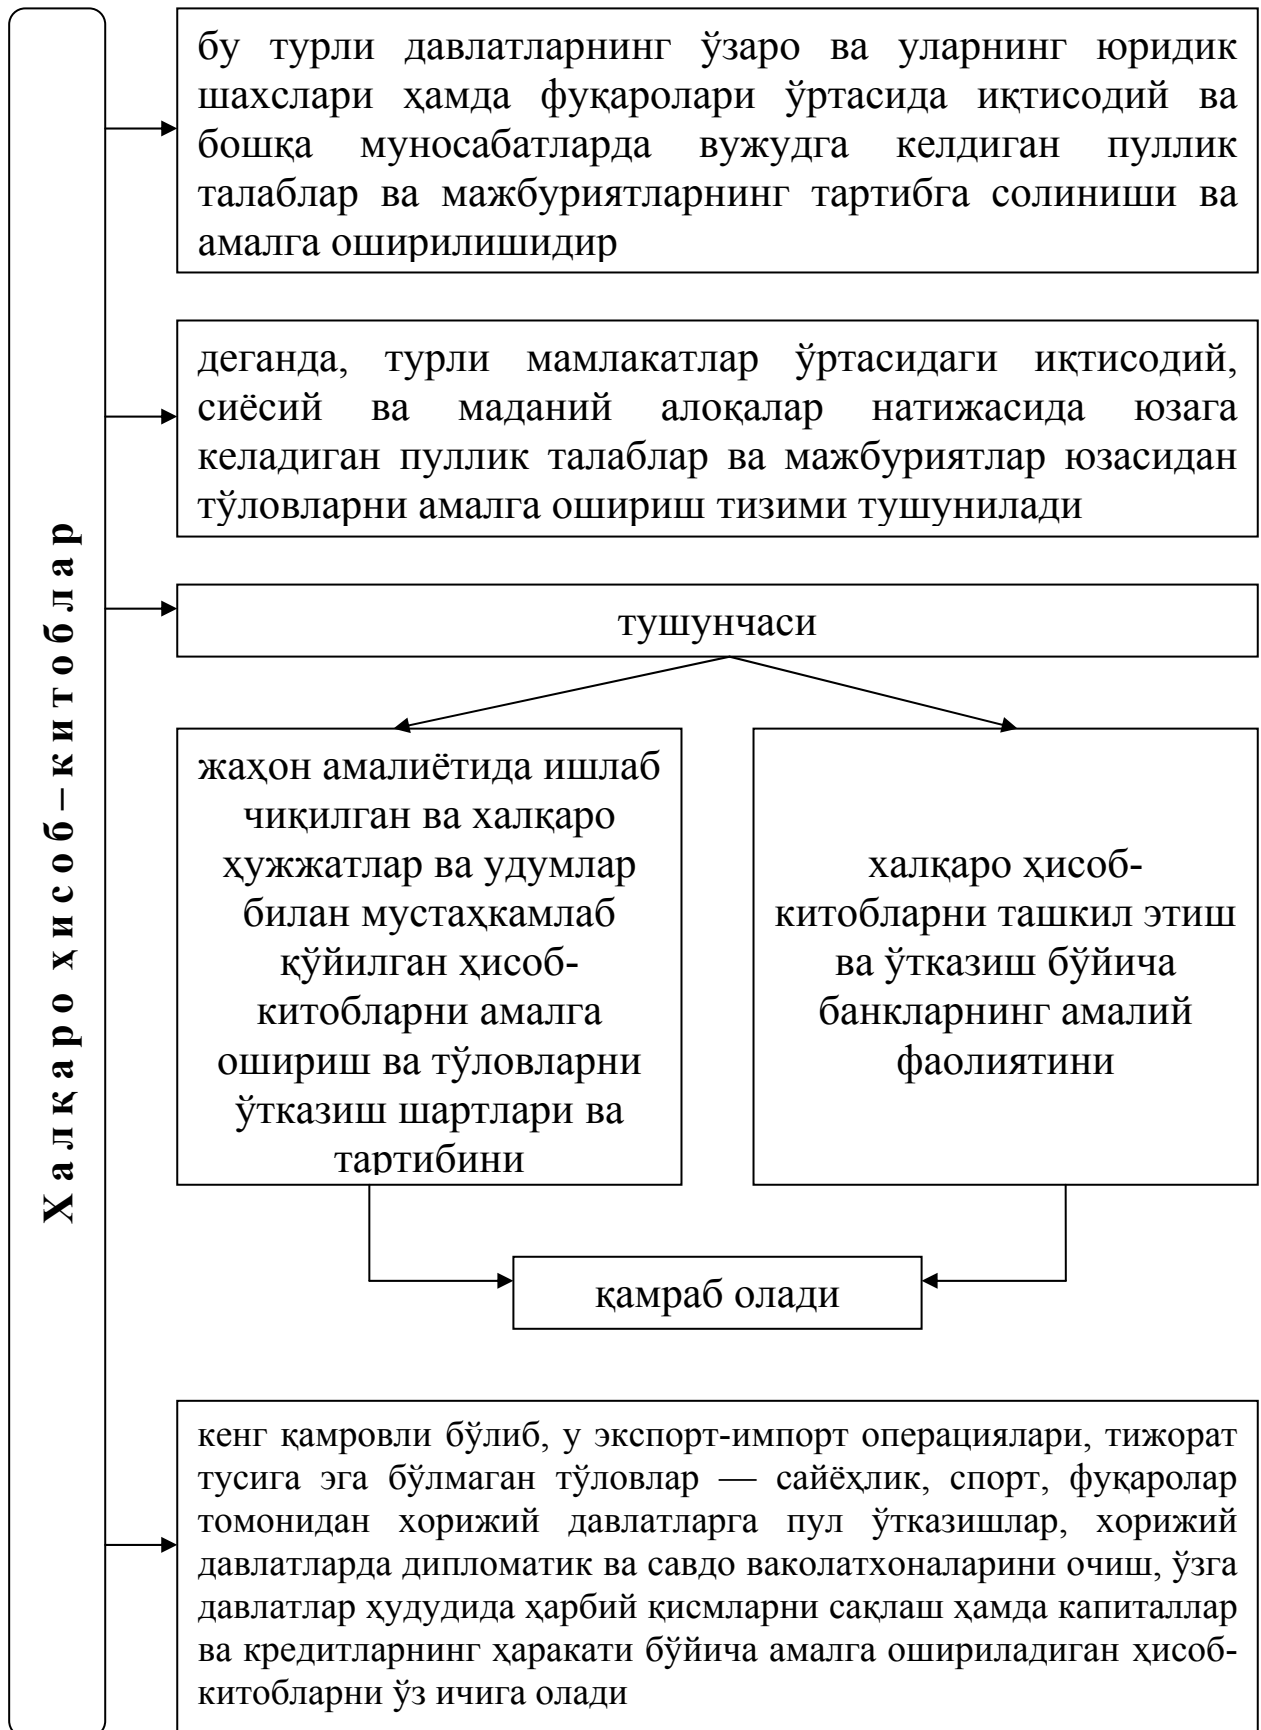 Халқаро ҳисоб–китоблар
бу турли давлатларнинг ўзаро ва уларнинг юридик
шахслари ҳамда фуқаролари ўртасида иқтисодий ва
бошқа муносабатларда вужудга келдиган пуллик
талаблар ва мажбуриятларнинг тартибга солиниши ва
амалга оширилишидир
деганда, турли мамлакатлар ўртасидаги иқтисодий,
сиёсий ва маданий алоқалар натижасида юзага
келадиган пуллик талаблар ва мажбуриятлар юзасидан
тўловларни амалга ошириш тизими тушунилади
тушунчаси
жаҳон амалиётида ишлаб
чиқилган ва халқаро
ҳужжатлар ва удумлар
билан мустаҳкамлаб
қўйилган ҳисоб-
китобларни амалга
ошириш ва тўловларни
ўтказиш шартлари ва
тартибини
халқаро ҳисоб-
китобларни ташкил этиш
ва ўтказиш бўйича
банкларнинг амалий
фаолиятини
қамраб олади
кенг қамровли бўлиб, у экспорт-импорт операциялари, тижорат
тусига эга бўлмаган тўловлар — сайёҳлик, спорт, фуқаролар
томонидан хорижий давлатларга пул ўтказишлар, хорижий
давлатларда дипломатик ва савдо ваколатхоналарини очиш, ўзга
давлатлар ҳудудида ҳарбий қисмларни сақлаш ҳамда капиталлар
ва кредитларнинг ҳаракати бўйича амалга ошириладиган ҳисоб-
китобларни ўз ичига олади